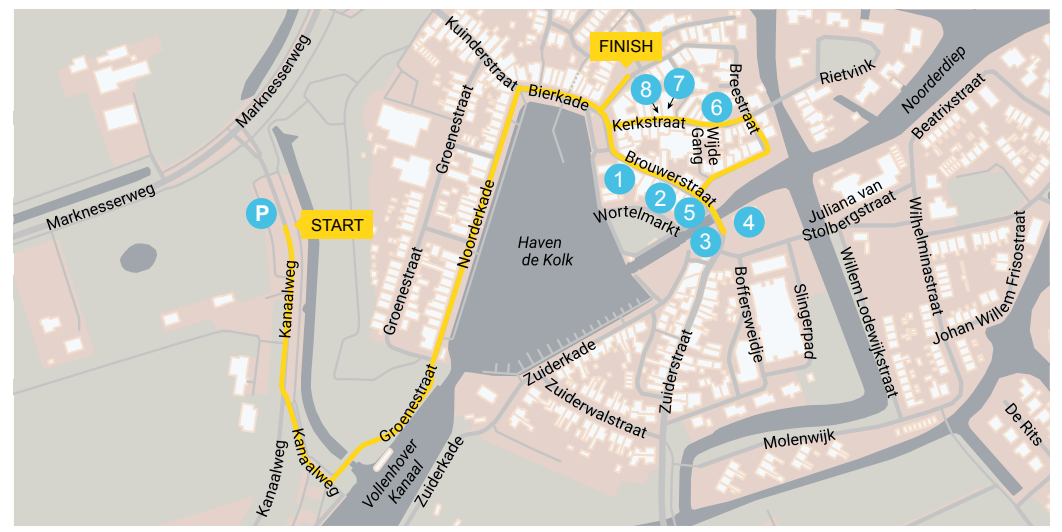 Kuinderstraat
FINISH
Marknesserweg
Bierkade
8
7
6
Breestraat
Rietvink
Noorderdiep
Beatrixstraat
Groenestraat
Kerkstraat
Wijde
Gang
Brouwerstraat
1
2
5
3
4
Wortelmarkt
Marknesserweg
P
START
Noorderkade
Haven
de Kolk
Juliana van
Stolbergstraat
Wilhelminastraat
Kanaalweg
Groenestraat
Boffersweidje
Slingerpad
Willem Lodewijkstraat
Johan Willem Frisostraat
Zuiderkade
Zuiderstraat
Zuiderwalstraat
Groenestraat
Kanaalweg
Kanaalweg
Vollenhover
Kanaal
Zuiderkade
Molenwijk
De Rits